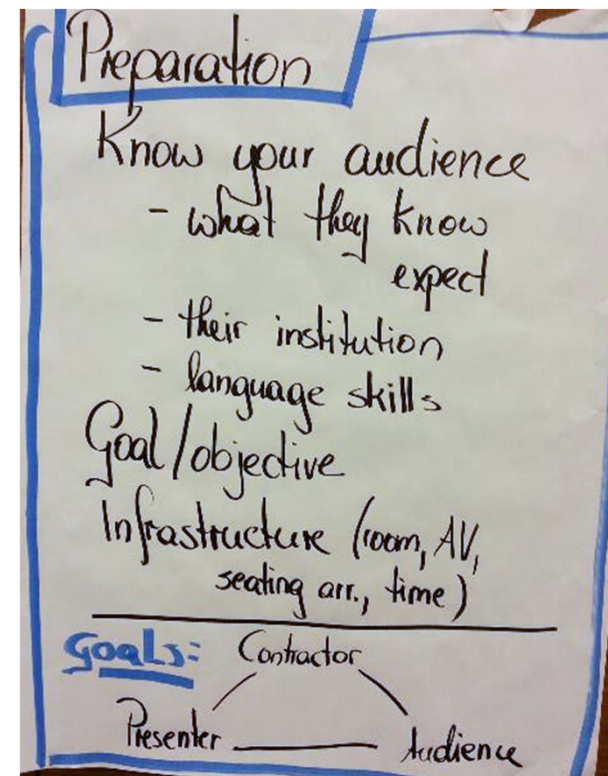 Preparation
Know your audience
- what they know
expect
- their institution
- language skills
Goal/objective
Infrastructure (room, AV,
seating arr., time)
Goals: Contractor
Presenter Audience